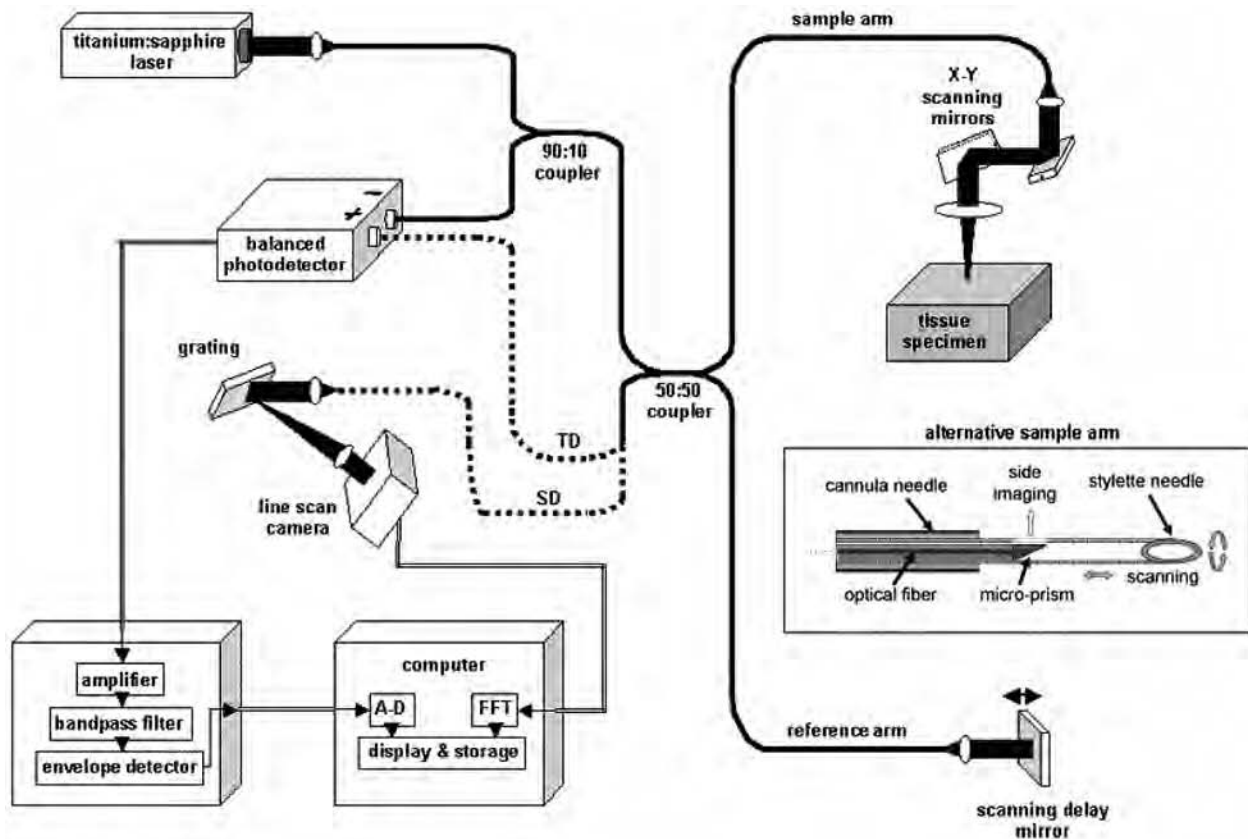 titanium:sapphire
laser
sample arm
X-Y
scanning
mirrors
90:10
coupler
- +
balanced
photodetector
tissue
specimen
grating
50:50
coupler
TD
SD
line scan
camera
alternative sample arm
cannula needle
side
imaging
stylette needle
optical fiber
micro-prism
scanning
amplifier
bandpass filter
envelope detector
computer
A-D
FFT
display & storage
reference arm
scanning delay
mirror